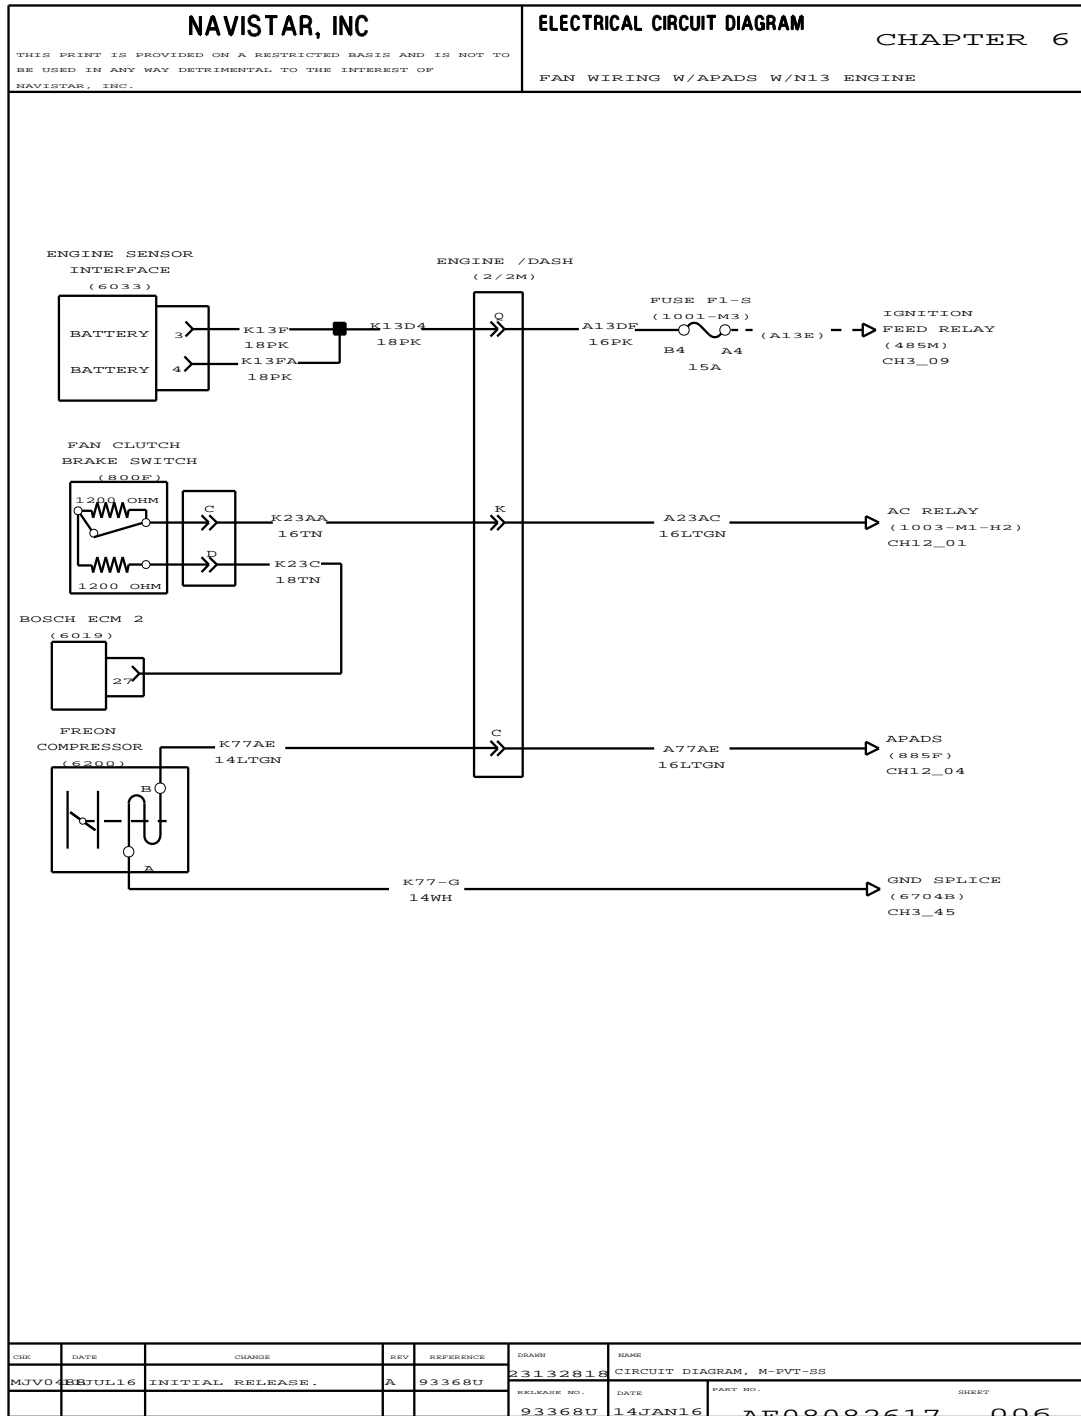 NAVISTAR, INC
THIS PRINT IS PROVIDED ON A RESTRICTED BASIS AND IS NOT TO
BE USED IN ANY WAY DETRIMENTAL TO THE INTEREST OF
NAVISTAR, INC.
ELECTRICAL CIRCUIT DIAGRAM
CHAPTER 6
FAN WIRING W/APADS W/N13 ENGINE
ENGINE SENSOR
INTERFACE
(6033)
BATTERY 3
BATTERY 4
K13F
18PK
K13FA
18PK
K13D4
18PK
ENGINE /DASH
(2/2M)
Q
A13DF
16PK
FUSE F1-S
(1001-M3)
B4 A4
15A
(A13E)
IGNITION
FEED RELAY
(485M)
CH3_09
FAN CLUTCH
BRAKE SWITCH
(800F)
1200 OHM
1200 OHM
C
D
K23AA
16TN
K23C
18TN
K
A23AC
16LTGN
AC RELAY
(1003-M1-H2)
CH12_01
BOSCH ECM 2
(6019)
27
FREON
COMPRESSOR
(6200)
B
A
K77AE
14LTGN
C
A77AE
16LTGN
APADS
(885F)
CH12_04
K77-G
14WH
GND SPLICE
(6704B)
CH3_45
CHK DATE CHANGE REV REFERENCE
INITIAL RELEASE. A 93368U
DRAWN
23132818
NAME
CIRCUIT DIAGRAM, M-PVT-SS
RELEASE NO.
93368U
DATE
14JAN16
PART NO.
AF08082617
SHEET
006